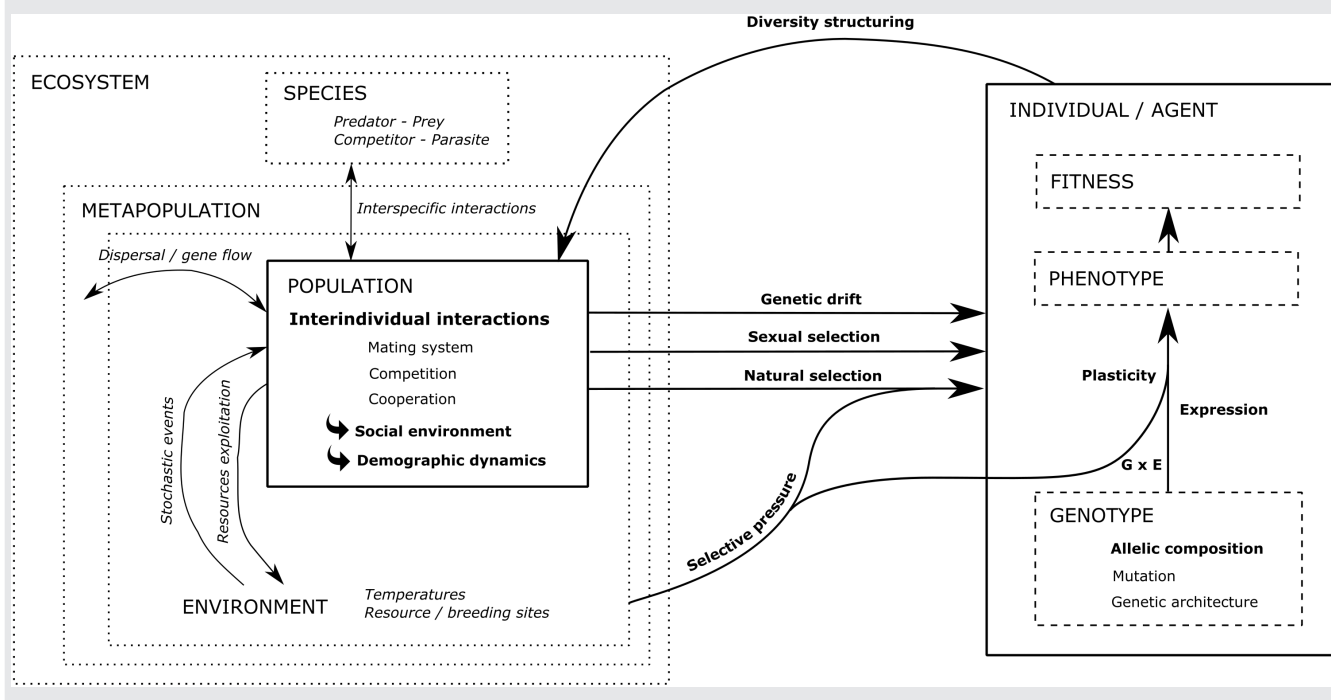 Diversity structuring
ECOSYSTEM
SPECIES
Predator - Prey
Competitor - Parasite
Interspecific interactions
METAPOPULATION
Dispersal / gene flow
POPULATION
Interindividual interactions
Mating system
Competition
Cooperation
Social environment
Demographic dynamics
Stochastic events
Resources exploitation
ENVIRONMENT
Temperatures
Resource / breeding sites
Genetic drift
Sexual selection
Natural selection
Selective pressure
INDIVIDUAL / AGENT
FITNESS
PHENOTYPE
Plasticity
Expression
G x E
GENOTYPE
Allelic composition
Mutation
Genetic architecture